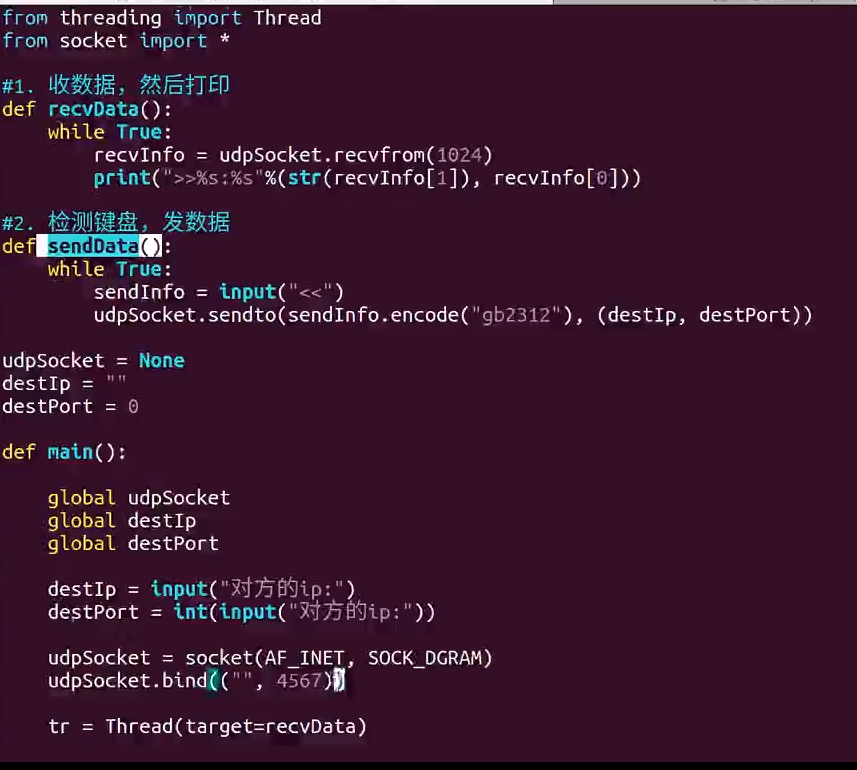 from threading import Thread
from socket import *
#1. 收数据，然后打印
def recvData():
    while True:
        recvInfo = udpSocket.recvfrom(1024)
        print(">>%s:%s"%(str(recvInfo[1]), recvInfo[0]))
#2. 检测键盘，发数据
def sendData():
    while True:
        sendInfo = input("<<")
        udpSocket.sendto(sendInfo.encode("gb2312"), (destIp, destPort))
udpSocket = None
destIp = ""
destPort = 0
def main():
    global udpSocket
    global destIp
    global destPort
    destIp = input("对方的ip:")
    destPort = int(input("对方的ip:"))
    udpSocket = socket(AF_INET, SOCK_DGRAM)
    udpSocket.bind(("", 4567))
    tr = Thread(target=recvData)